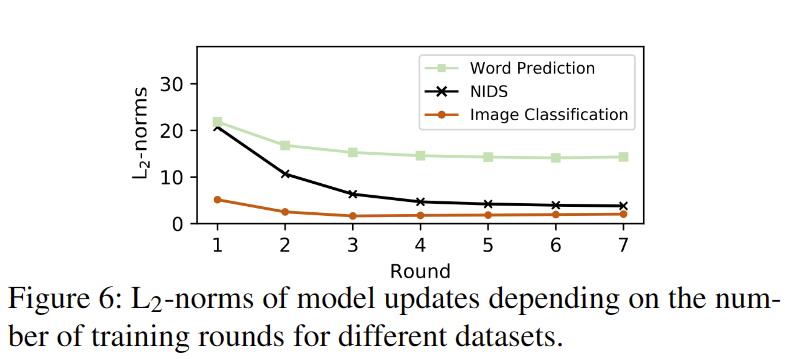 30
20
10
0
L₂-norms
Word Prediction
NIDS
Image Classification
1 2 3 4 5 6 7
Round
Figure 6: L₂-norms of model updates depending on the num-
ber of training rounds for different datasets.